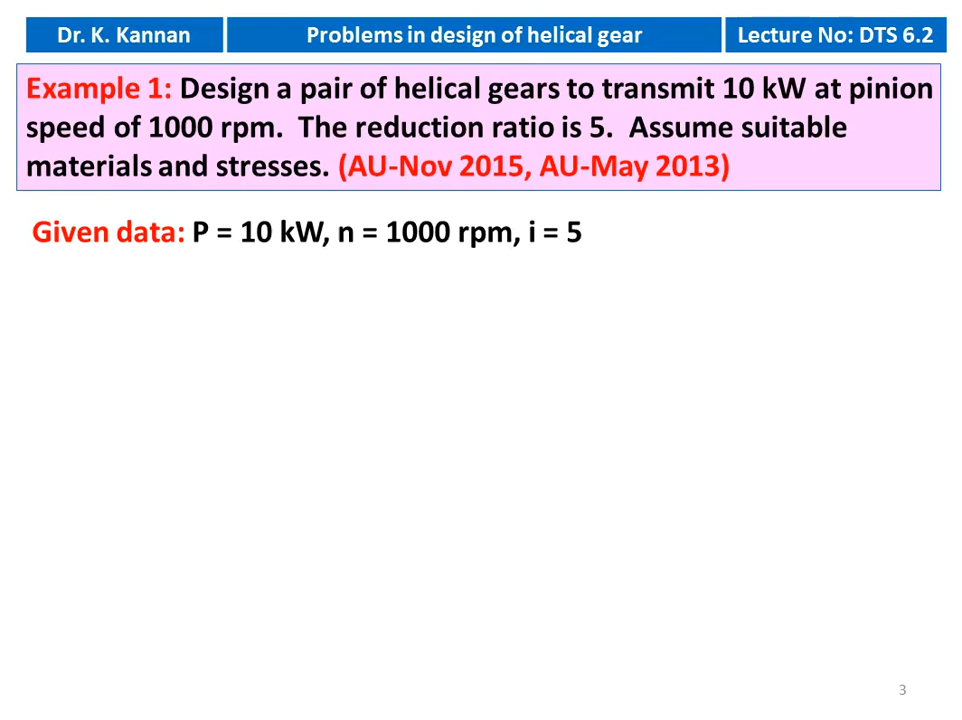 Dr. K. Kannan
Problems in design of helical gear
Lecture No: DTS 6.2
Example 1: Design a pair of helical gears to transmit 10 kW at pinion
speed of 1000 rpm. The reduction ratio is 5. Assume suitable
materials and stresses. (AU-Nov 2015, AU-May 2013)
Given data: P = 10 kW, n = 1000 rpm, i = 5
3